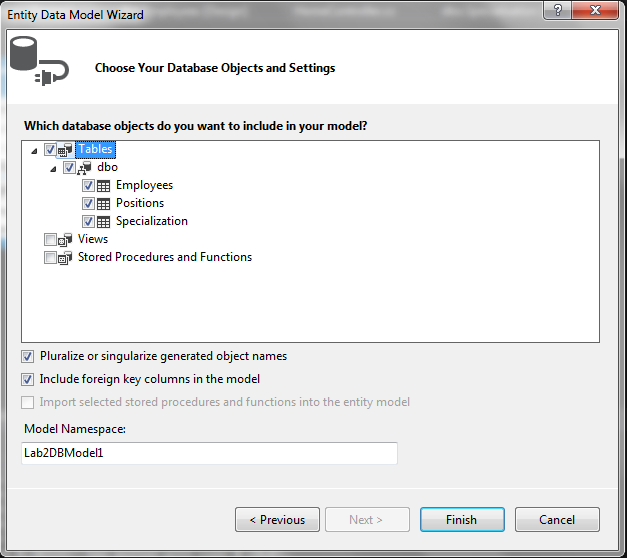 Entity Data Model Wizard
?
Choose Your Database Objects and Settings
Which database objects do you want to include in your model?
Tables
dbo
Employees
Positions
Specialization
Views
Stored Procedures and Functions
Pluralize or singularize generated object names
Include foreign key columns in the model
Import selected stored procedures and functions into the entity model
Model Namespace:
Lab2DBModel1
< Previous
Next >
Finish
Cancel